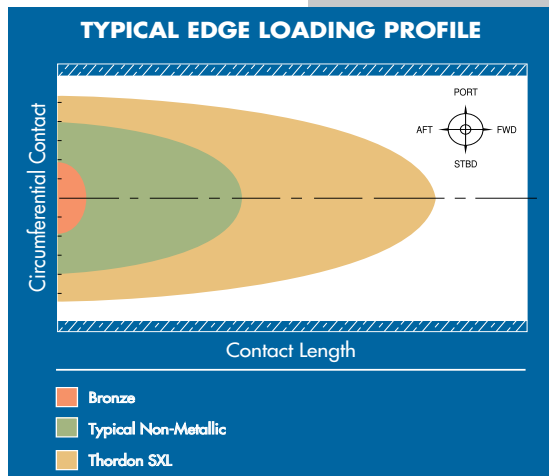 TYPICAL EDGE LOADING PROFILE
PORT
AFT
FWD
STBD
Circumferential Contact
Contact Length
Bronze
Typical Non-Metallic
Thordon SXL